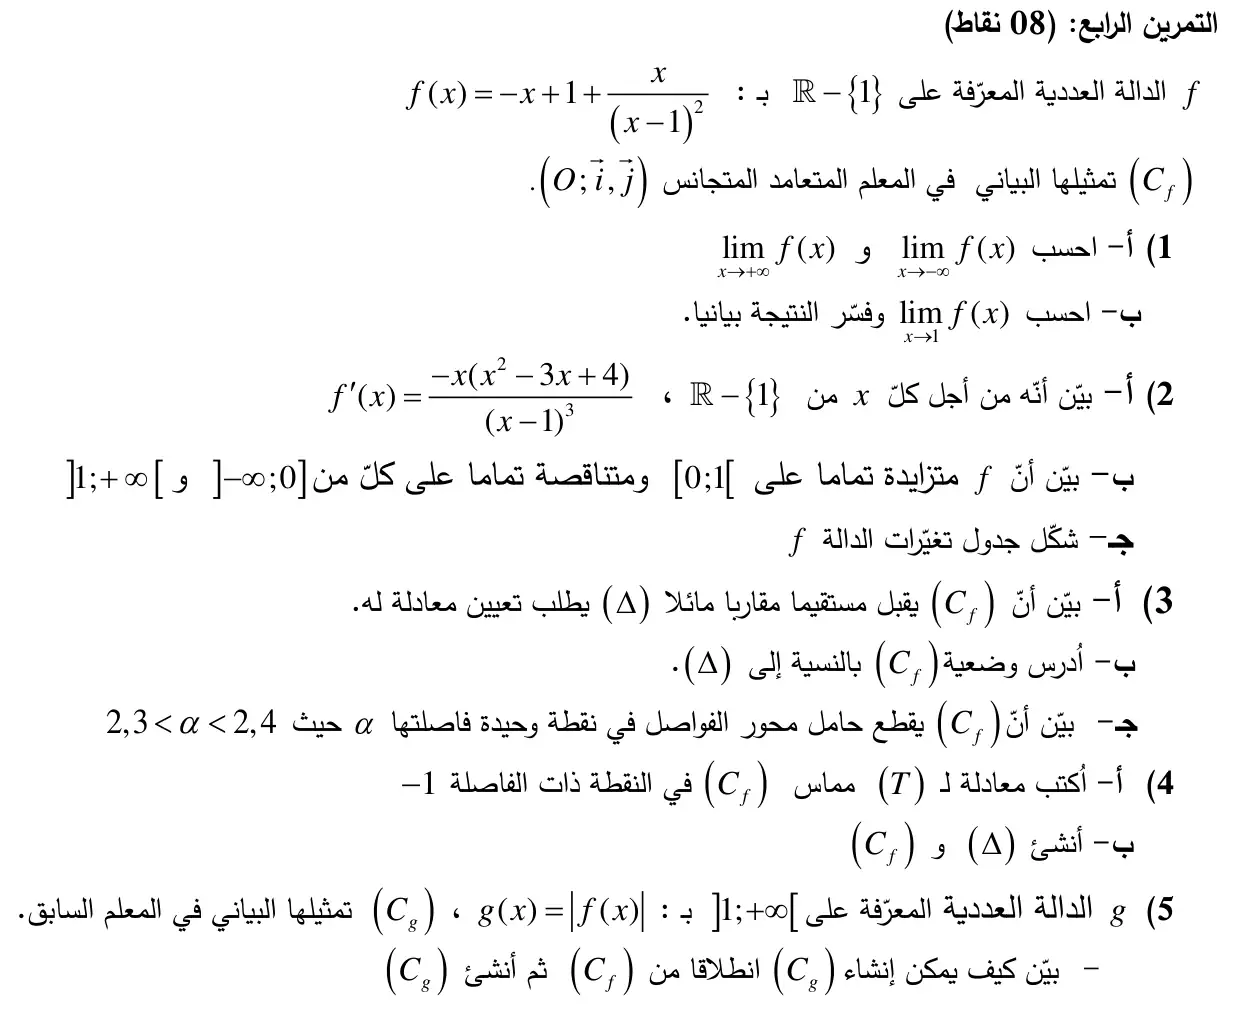 التمرين الرابع: (08 نقاط)
f الدالة العددية المعرّفة على ℝ−{1} بـ : f(x) = −x+1+ x/(x−1)²
(C_f) تمثيلها البياني في المعلم المتعامد المتجانس (O; i⃗, j⃗).
1) أ- احسب lim_{x→−∞} f(x) و lim_{x→+∞} f(x)
ب- احسب lim_{x→1} f(x) وفسّر النتيجة بيانيا.
2) أ- بيّن أنّه من أجل كلّ x من ℝ−{1} ، f′(x) = −x(x²−3x+4)/(x−1)³
ب- بيّن أنّ f متزايدة تماما على [0;1[ ومتناقصة تماما على كلّ من ]−∞;0] و ]1;+∞[
جـ- شكّل جدول تغيّرات الدالة f
3) أ- بيّن أنّ (C_f) يقبل مستقيما مقاربا مائلا (Δ) يطلب تعيين معادلة له.
ب- أدرس وضعية (C_f) بالنسية إلى (Δ).
جـ- بيّن أنّ (C_f) يقطع حامل محور الفواصل في نقطة وحيدة فاصلتها α حيث 2,3 < α < 2,4
4) أ- أكتب معادلة لـ (T) مماس (C_f) في النقطة ذات الفاصلة −1
ب- أنشئ (Δ) و (C_f)
5) g الدالة العددية المعرّفة على ]1;+∞[ بـ : g(x) = |f(x)| ، (C_g) تمثيلها البياني في المعلم السابق.
- بيّن كيف يمكن إنشاء (C_g) انطلاقا من (C_f) ثم أنشئ (C_g)